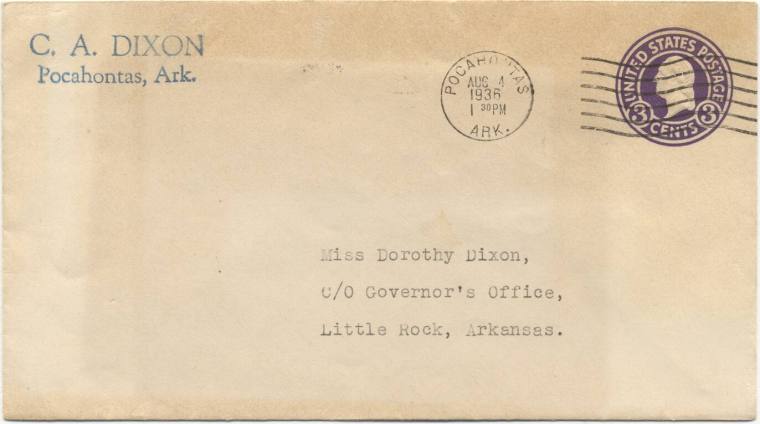 C. A. DIXON
Pocahontas, Ark.
POCAHONTAS
AUG 4
1936
1 30 PM
ARK.
UNITED STATES POSTAGE
3 CENTS 3
Miss Dorothy Dixon,
C/O Governor's Office,
Little Rock, Arkansas.